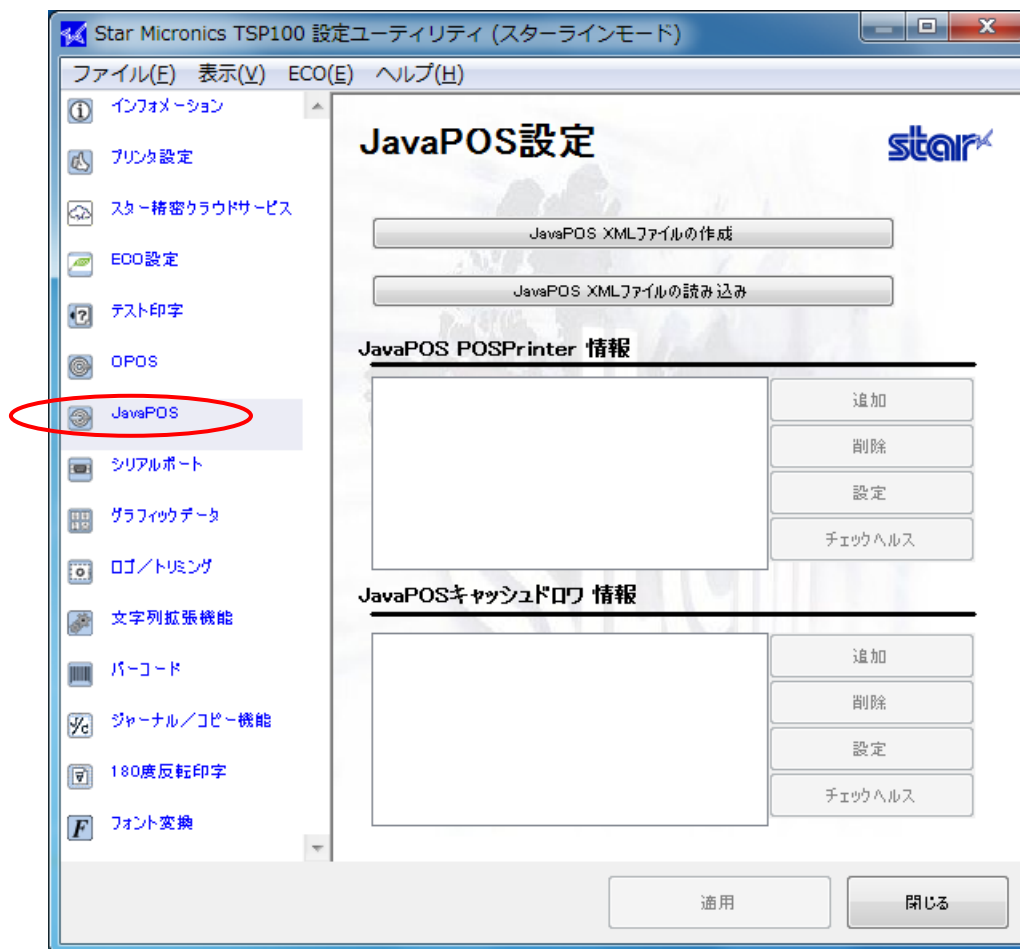 Star Micronics TSP100 設定ユーティリティ (スターラインモード)
ファイル(F) 表示(V) ECO(E) ヘルプ(H)
インフォメーション
プリンタ設定
スター精密クラウドサービス
ECO設定
テスト印字
OPOS
JavaPOS
シリアルポート
グラフィックデータ
ロゴ/トリミング
文字列拡張機能
バーコード
ジャーナル/コピー機能
180度反転印字
フォント変換
JavaPOS設定
star
JavaPOS XMLファイルの作成
JavaPOS XMLファイルの読み込み
JavaPOS POSPrinter 情報
追加
削除
設定
チェックヘルス
JavaPOSキャッシュドロワ 情報
追加
削除
設定
チェックヘルス
適用
閉じる